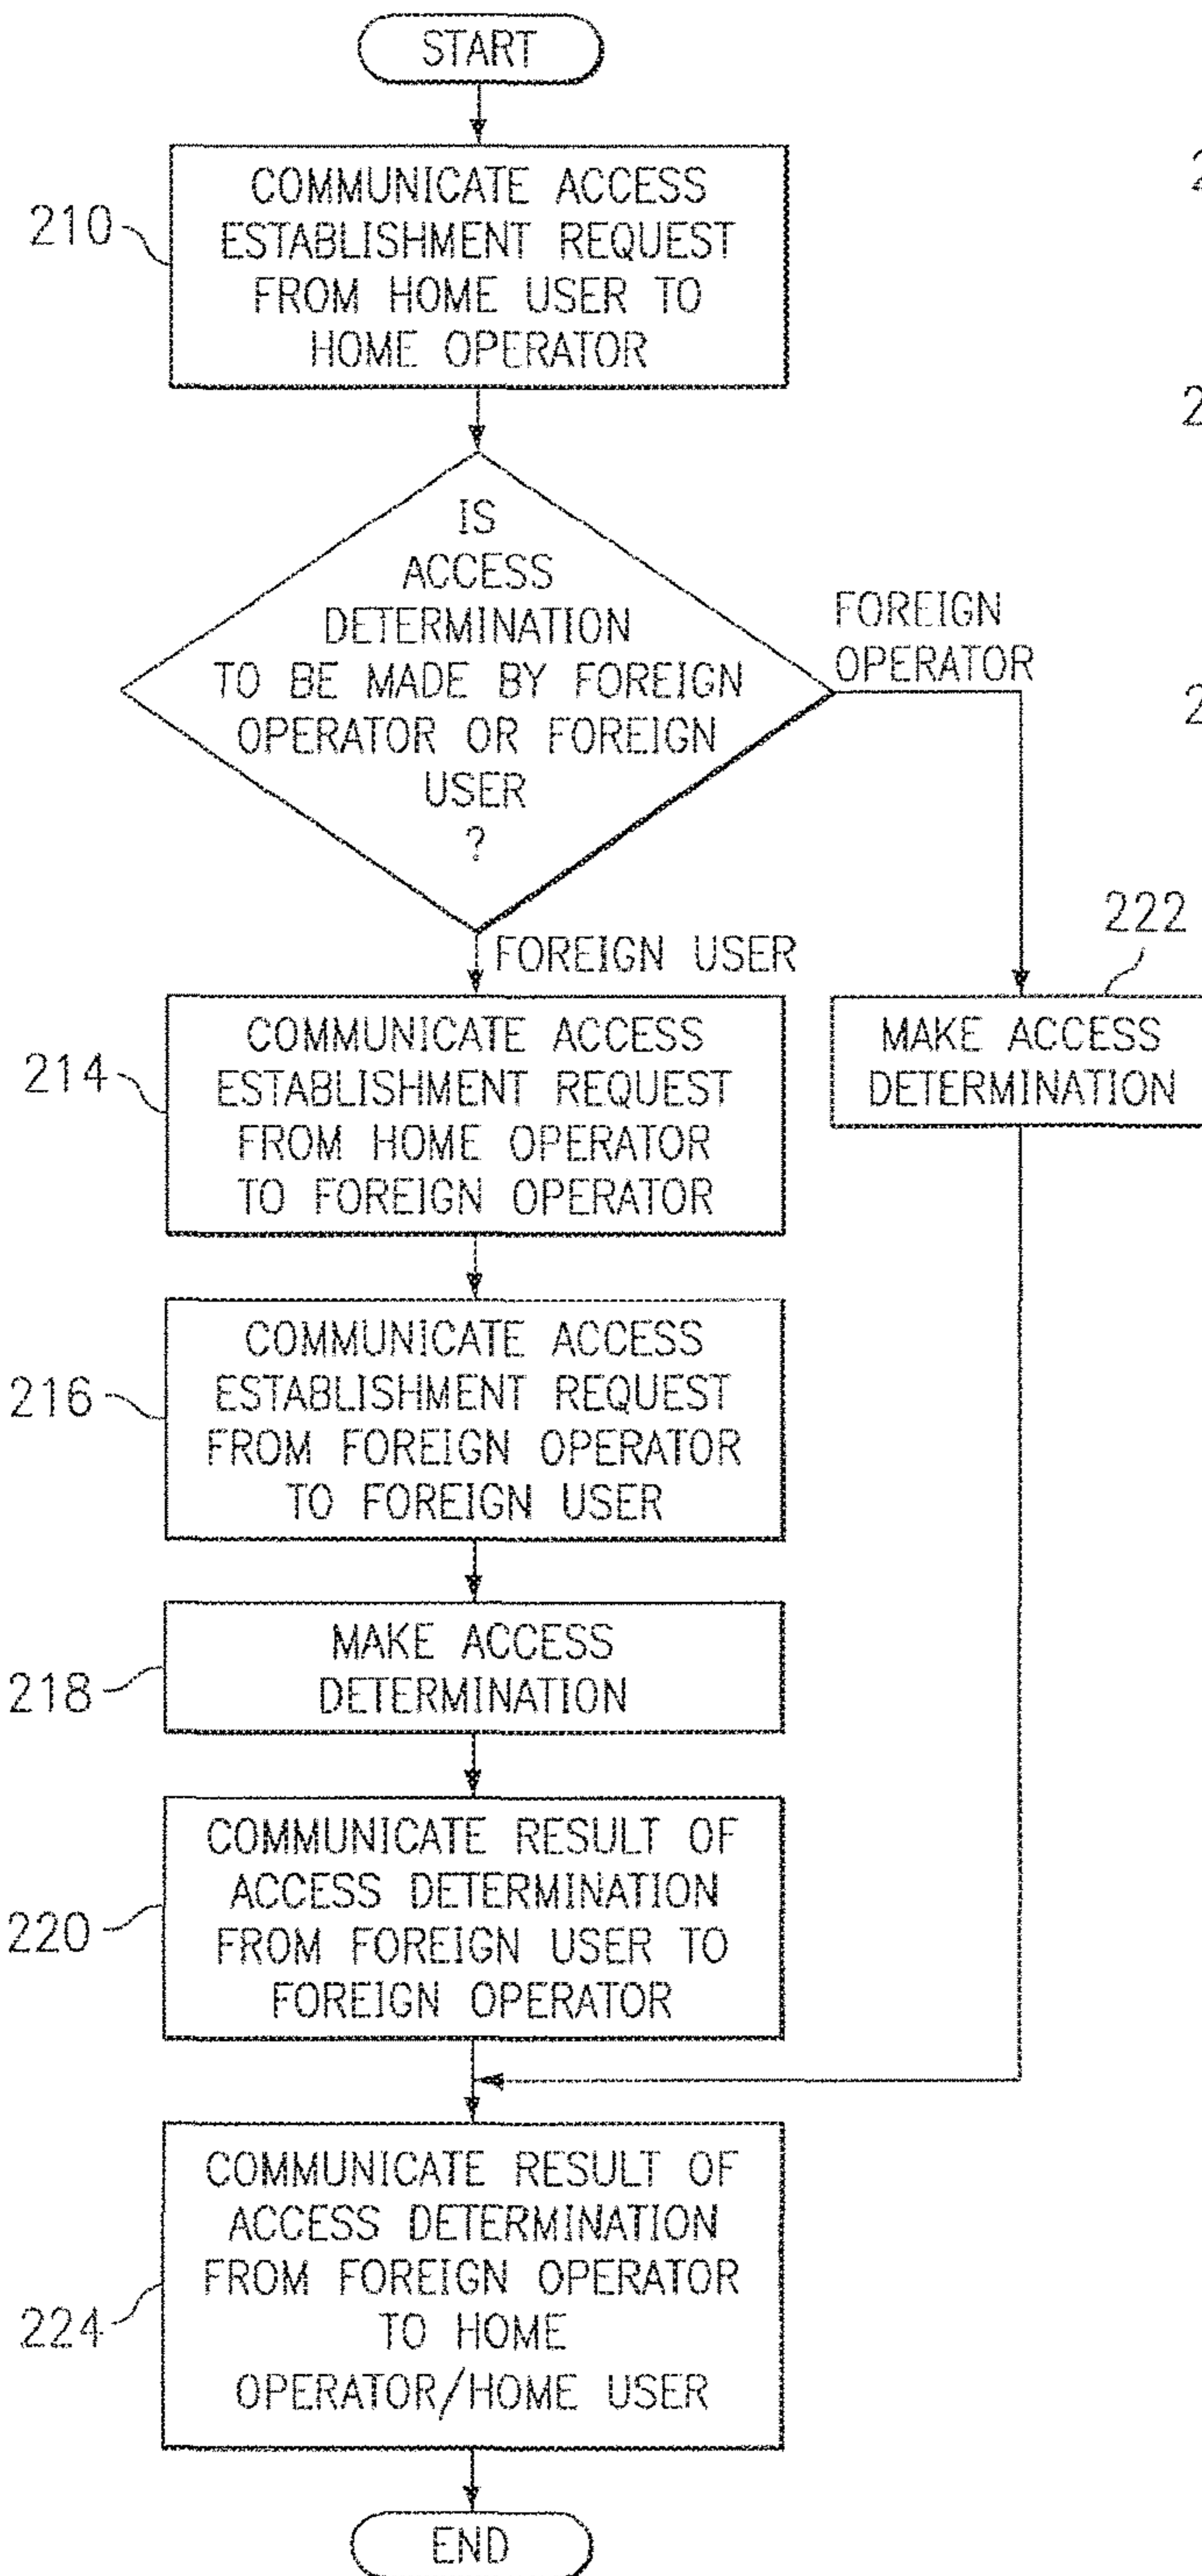 START
210
COMMUNICATE ACCESS
ESTABLISHMENT REQUEST
FROM HOME USER TO
HOME OPERATOR
IS
ACCESS
DETERMINATION
TO BE MADE BY FOREIGN
OPERATOR OR FOREIGN
USER
?
FOREIGN
OPERATOR
FOREIGN USER
222
MAKE ACCESS
DETERMINATION
214
COMMUNICATE ACCESS
ESTABLISHMENT REQUEST
FROM HOME OPERATOR
TO FOREIGN OPERATOR
216
COMMUNICATE ACCESS
ESTABLISHMENT REQUEST
FROM FOREIGN OPERATOR
TO FOREIGN USER
218
MAKE ACCESS
DETERMINATION
220
COMMUNICATE RESULT OF
ACCESS DETERMINATION
FROM FOREIGN USER TO
FOREIGN OPERATOR
224
COMMUNICATE RESULT OF
ACCESS DETERMINATION
FROM FOREIGN OPERATOR
TO HOME
OPERATOR/HOME USER
END